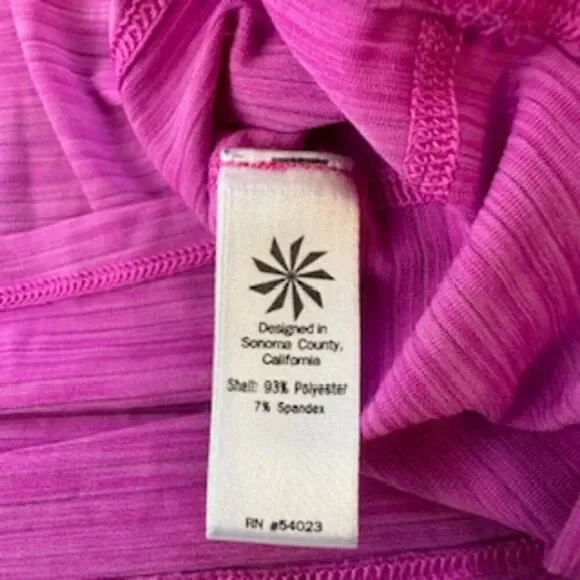 Designed in
Sonoma County,
California
Shell: 93% Polyester
7% Spandex
RN #54023